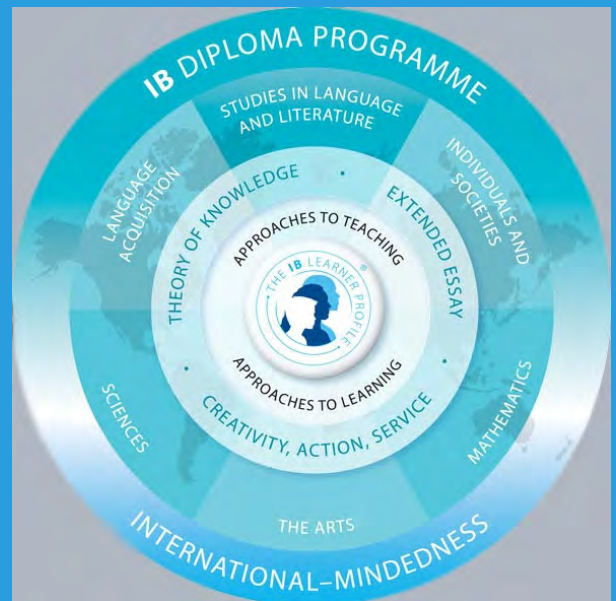 IB DIPLOMA PROGRAMME
STUDIES IN LANGUAGE
AND LITERATURE
LANGUAGE
ACQUISITION
INDIVIDUALS AND
SOCIETIES
THEORY OF KNOWLEDGE
EXTENDED ESSAY
APPROACHES TO TEACHING
• THE IB LEARNER PROFILE • ®
APPROACHES TO LEARNING
CREATIVITY, ACTION, SERVICE
SCIENCES
MATHEMATICS
THE ARTS
INTERNATIONAL–MINDEDNESS